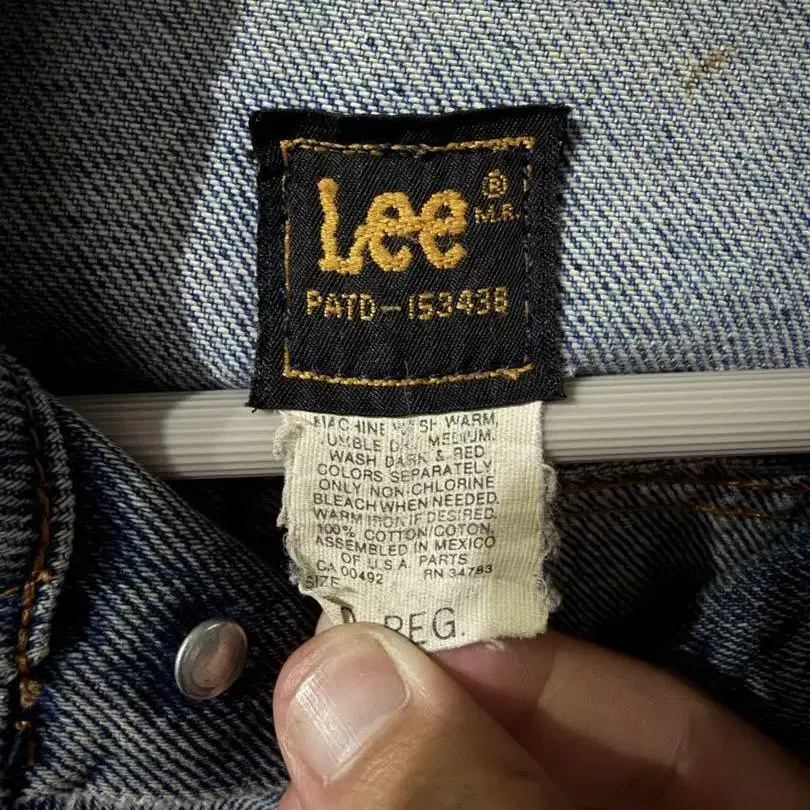 Lee ®
M.R.
PATD-153438
MACHINE WASH WARM,
TUMBLE DRY MEDIUM.
WASH DARK & RED
COLORS SEPARATELY.
ONLY NON-CHLORINE
BLEACH WHEN NEEDED.
WARM IRON IF DESIRED.
100% COTTON/COTON.
ASSEMBLED IN MEXICO
OF U.S.A. PARTS
CA 00492 RN 34783
SIZE
REG.